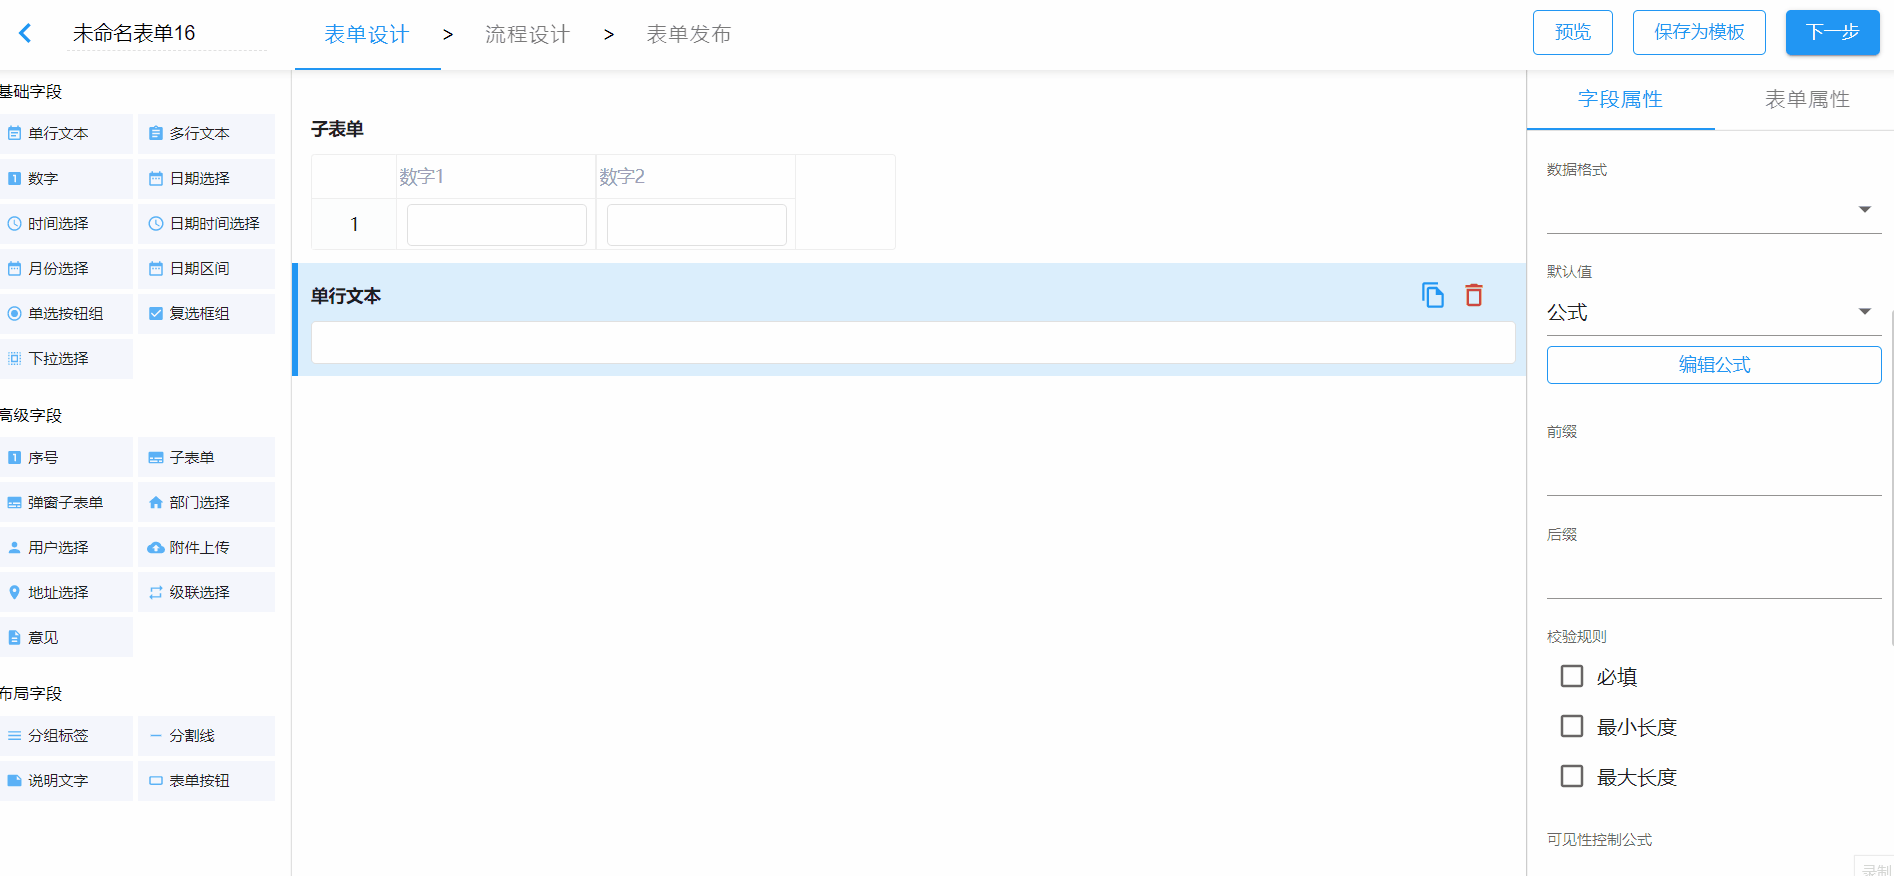 未命名表单16
表单设计 > 流程设计 > 表单发布
预览
保存为模板
下一步
基础字段
单行文本
多行文本
数字
日期选择
时间选择
日期时间选择
月份选择
日期区间
单选按钮组
复选框组
下拉选择
高级字段
序号
子表单
弹窗子表单
部门选择
用户选择
附件上传
地址选择
级联选择
意见
布局字段
分组标签
分割线
说明文字
表单按钮
子表单
数字1
数字2
1
单行文本
字段属性
表单属性
数据格式
默认值
公式
编辑公式
前缀
后缀
校验规则
必填
最小长度
最大长度
可见性控制公式
录制